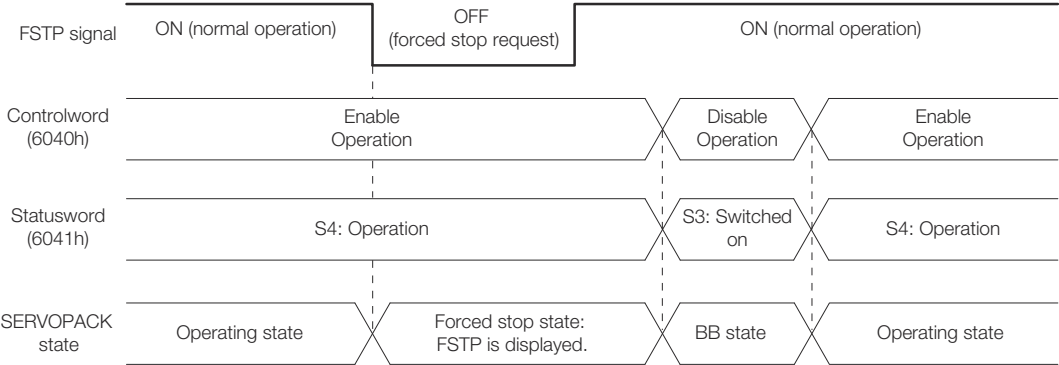 FSTP signal
ON (normal operation)
OFF
(forced stop request)
ON (normal operation)
Controlword
(6040h)
Enable
Operation
Disable
Operation
Enable
Operation
Statusword
(6041h)
S4: Operation
S3: Switched
on
S4: Operation
SERVOPACK
state
Operating state
Forced stop state:
FSTP is displayed.
BB state
Operating state